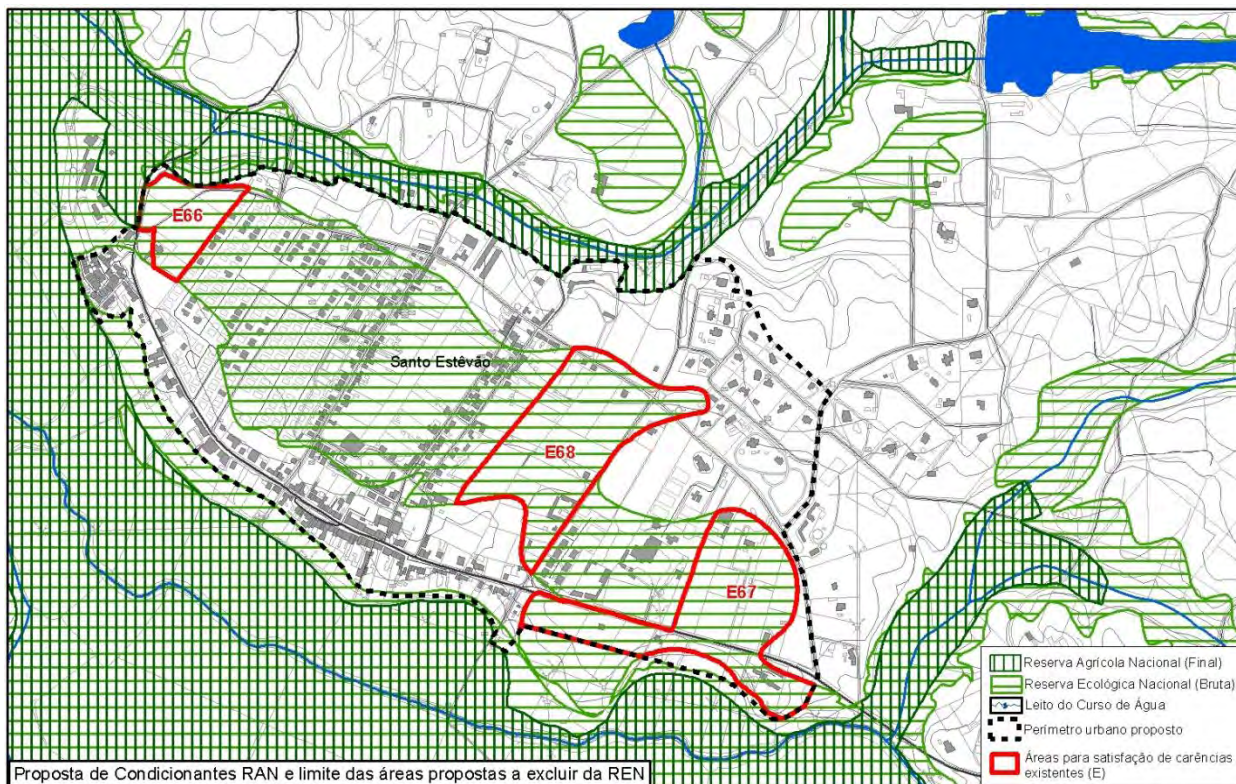 E66
Santo Estêvão
E68
E67
Reserva Agrícola Nacional (Final)
Reserva Ecológica Nacional (Bruta)
Leito do Curso de Água
Perímetro urbano proposto
Áreas para satisfação de carências
existentes (E)
Proposta de Condicionantes RAN e limite das áreas propostas a excluir da REN